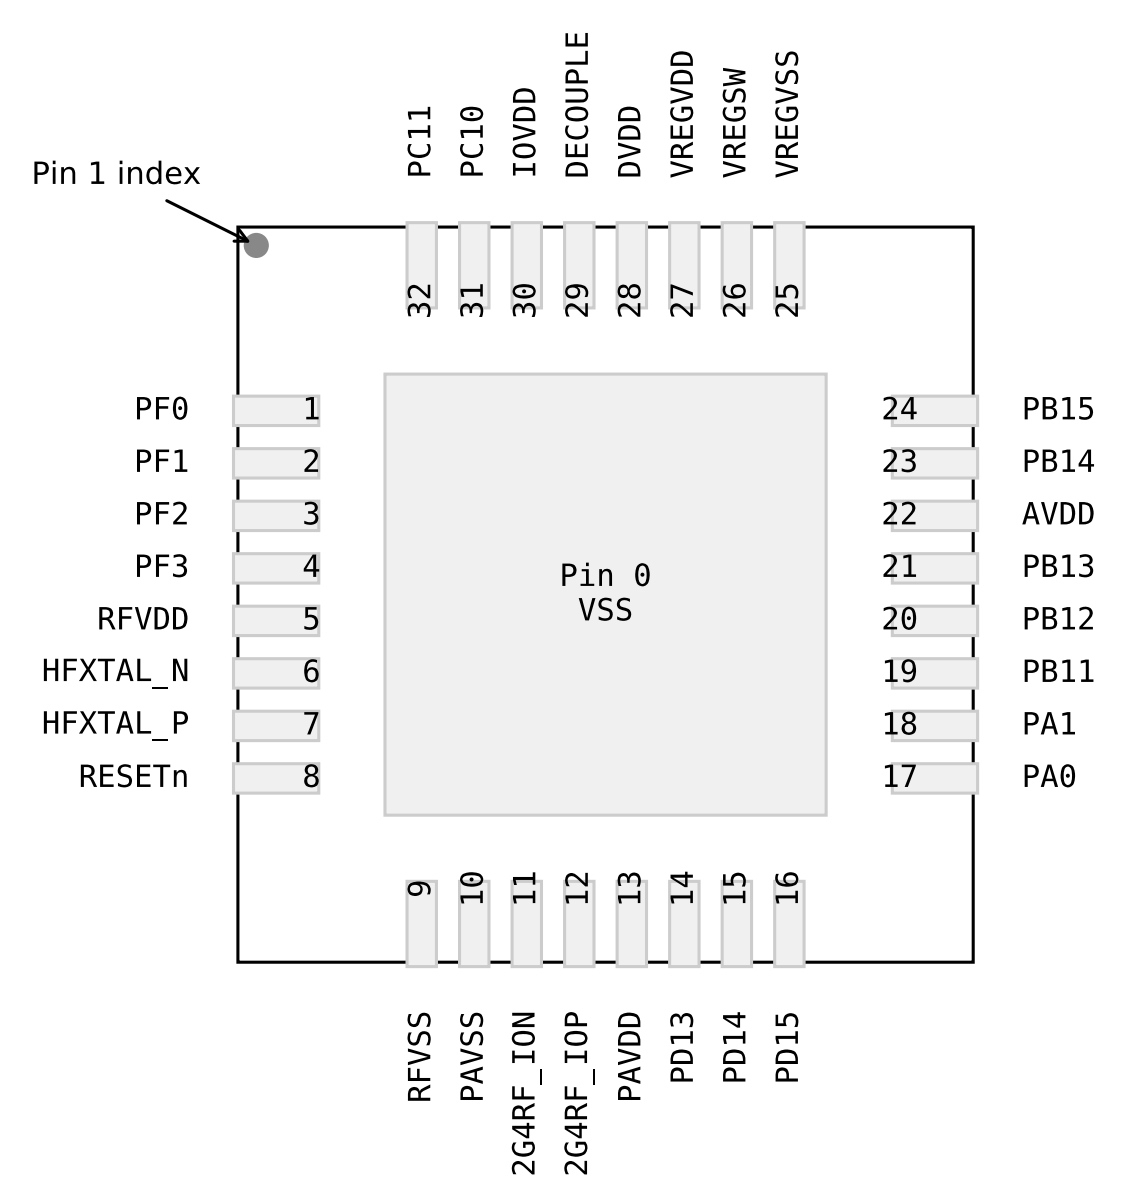 PC11
PC10
IOVDD
DECOUPLE
DVDD
VREGVDD
VREGSW
VREGVSS
Pin 1 index
32
31
30
29
28
27
26
25
PF0 1
24 PB15
PF1 2
23 PB14
PF2 3
22 AVDD
PF3 4
21 PB13
Pin 0
VSS
RFVDD 5
20 PB12
HFXTAL_N 6
19 PB11
HFXTAL_P 7
18 PA1
RESETn 8
17 PA0
9
10
11
12
13
14
15
16
RFVSS
PAVSS
2G4RF_ION
2G4RF_IOP
PAVDD
PD13
PD14
PD15